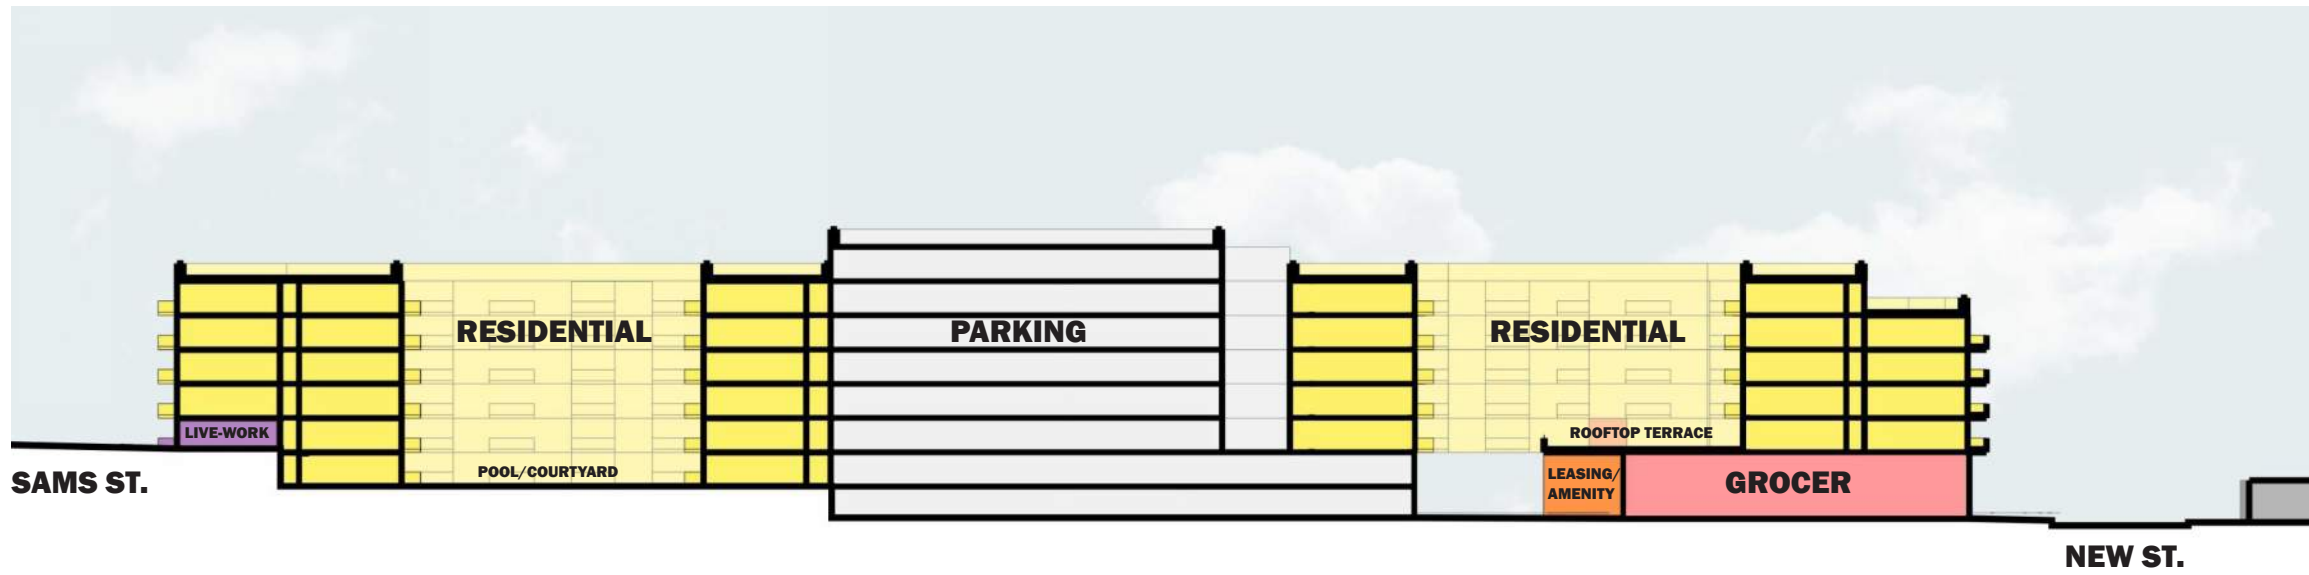 RESIDENTIAL
PARKING
RESIDENTIAL
LIVE-WORK
ROOFTOP TERRACE
POOL/COURTYARD
SAMS ST.
LEASING/
AMENITY
GROCER
NEW ST.